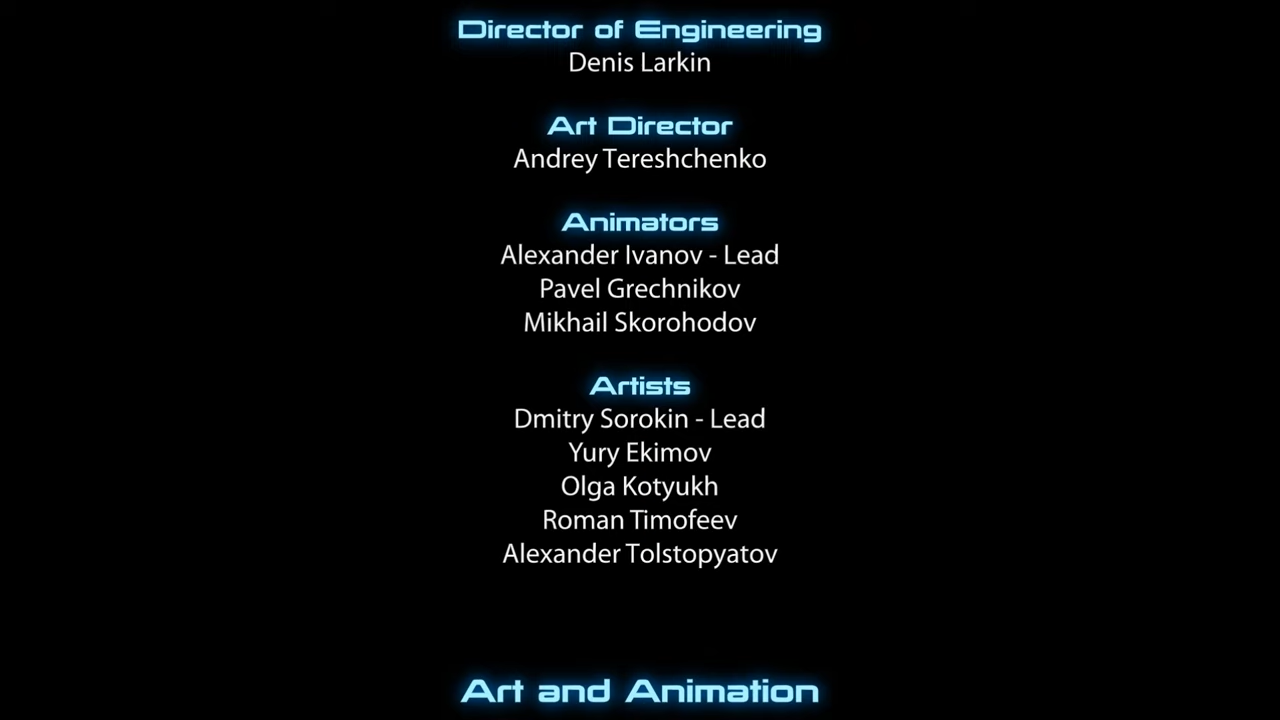 Director of Engineering
Denis Larkin
Art Director
Andrey Tereshchenko
Animators
Alexander Ivanov - Lead
Pavel Grechnikov
Mikhail Skorohodov
Artists
Dmitry Sorokin - Lead
Yury Ekimov
Olga Kotyukh
Roman Timofeev
Alexander Tolstopyatov
Art and Animation